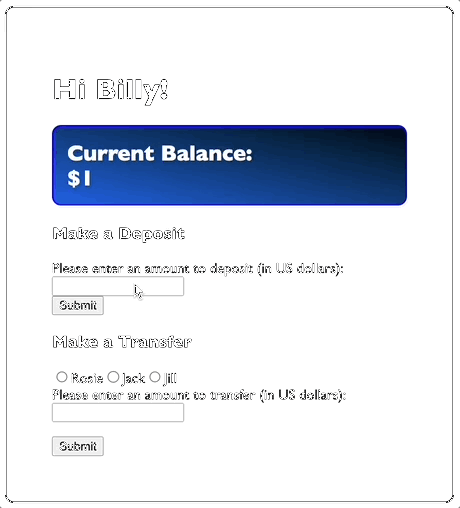 Hi Billy!
Current Balance:
$1
Make a Deposit
Please enter an amount to deposit (in US dollars):
Submit
Make a Transfer
Rosie Jack Jill
Please enter an amount to transfer (in US dollars):
Submit